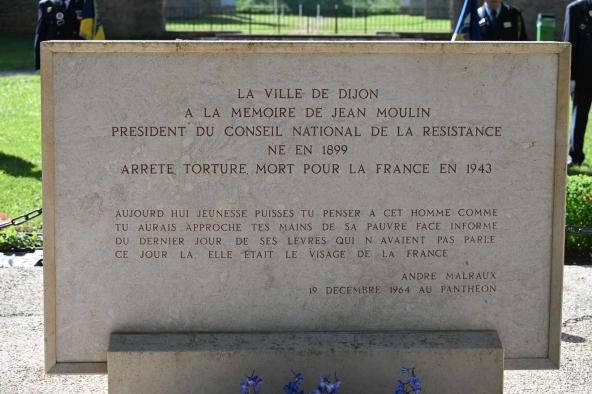 LA VILLE DE DIJON
A LA MEMOIRE DE JEAN MOULIN
PRESIDENT DU CONSEIL NATIONAL DE LA RESISTANCE
NE EN 1899
ARRETE TORTURE, MORT POUR LA FRANCE EN 1943
AUJOURD HUI JEUNESSE PUISSES TU PENSER A CET HOMME COMME
TU AURAIS APPROCHE TES MAINS DE SA PAUVRE FACE INFORME
DU DERNIER JOUR DE SES LEVRES QUI N AVAIENT PAS PARLE
CE JOUR LA ELLE ETAIT LE VISAGE DE LA FRANCE
ANDRE MALRAUX
19 DECEMBRE 1964 AU PANTHEON